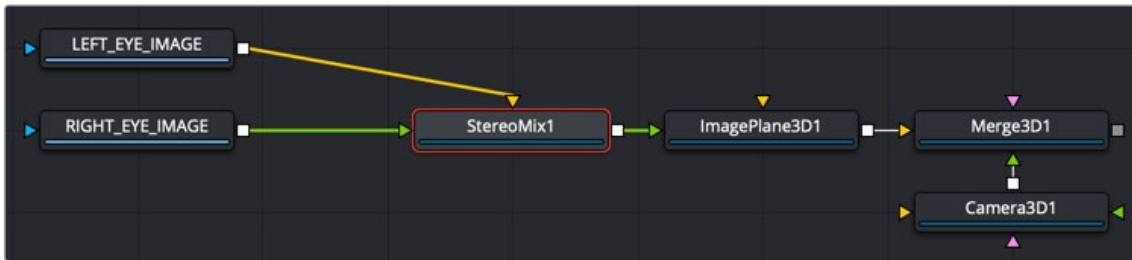 LEFT_EYE_IMAGE
RIGHT_EYE_IMAGE
StereoMix1
ImagePlane3D1
Merge3D1
Camera3D1